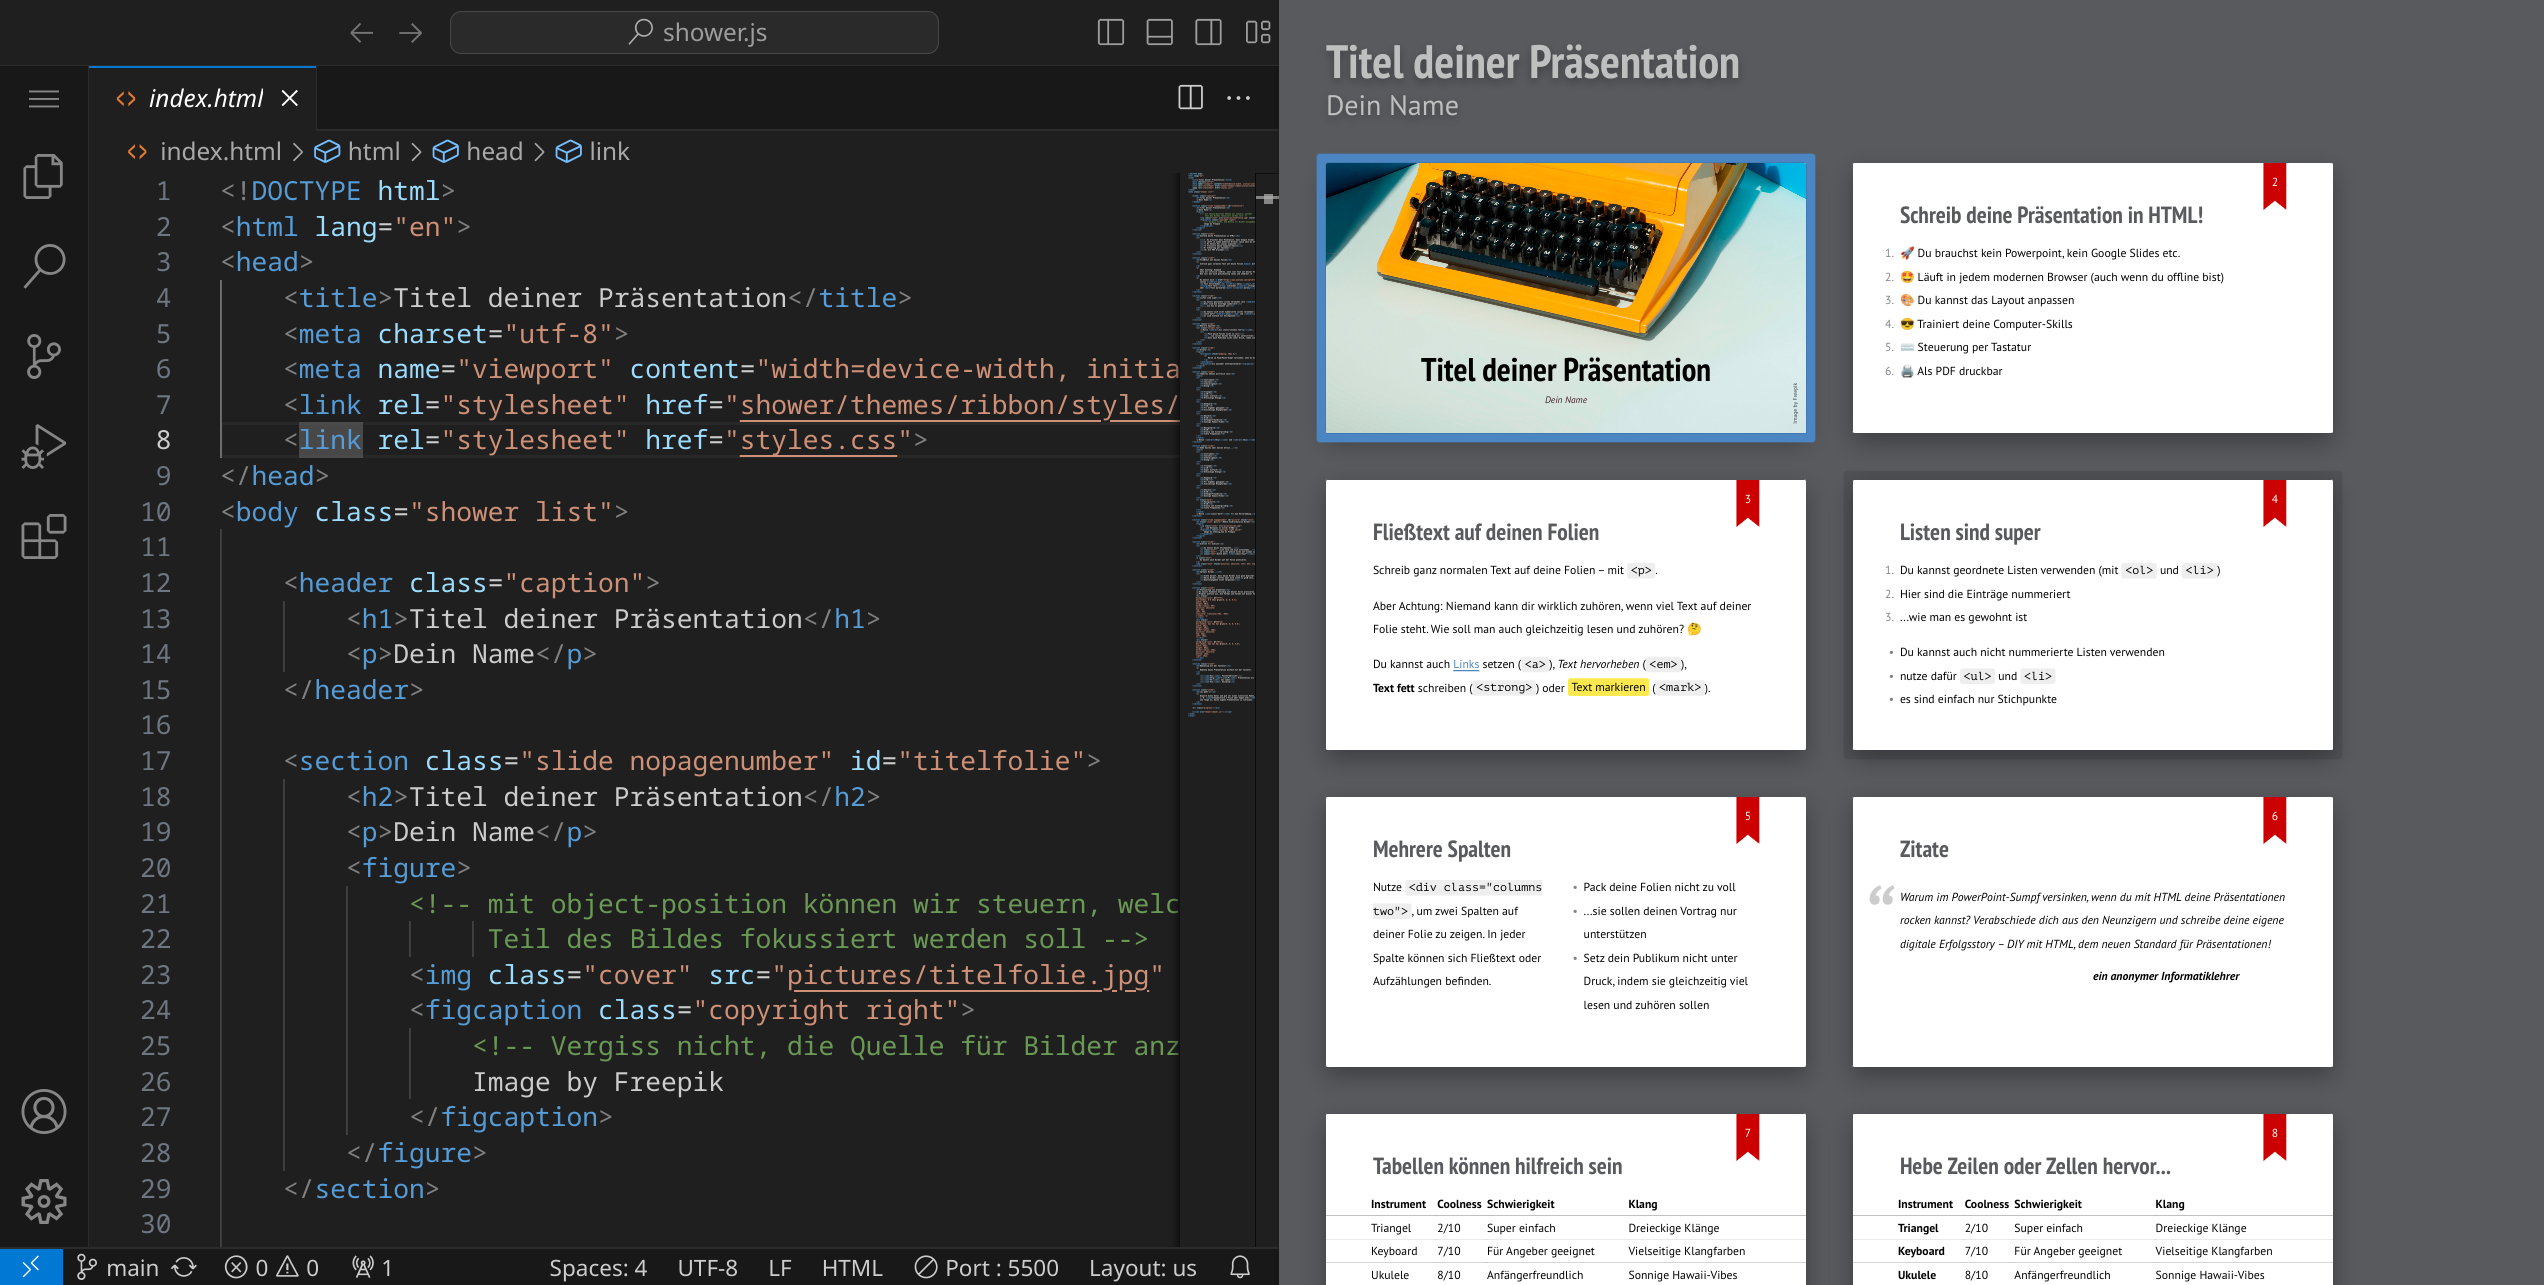 shower.js
index.html
index.html > html > head > link
1 <!DOCTYPE html>
2 <html lang="en">
3 <head>
4 <title>Titel deiner Präsentation</title>
5 <meta charset="utf-8">
6 <meta name="viewport" content="width=device-width, initia
7 <link rel="stylesheet" href="shower/themes/ribbon/styles/
8 <link rel="stylesheet" href="styles.css">
9 </head>
10 <body class="shower list">
11
12 <header class="caption">
13 <h1>Titel deiner Präsentation</h1>
14 <p>Dein Name</p>
15 </header>
16
17 <section class="slide nopagenumber" id="titelfolie">
18 <h2>Titel deiner Präsentation</h2>
19 <p>Dein Name</p>
20 <figure>
21 <!-- mit object-position können wir steuern, welc
22 Teil des Bildes fokussiert werden soll -->
23 <img class="cover" src="pictures/titelfolie.jpg"
24 <figcaption class="copyright right">
25 <!-- Vergiss nicht, die Quelle für Bilder anz
26 Image by Freepik
27 </figcaption>
28 </figure>
29 </section>
30
main 0 0 1 Spaces: 4 UTF-8 LF HTML Port : 5500 Layout: us
Titel deiner Präsentation
Dein Name
Titel deiner Präsentation
Dein Name
Image by Freepik
2
Schreib deine Präsentation in HTML!
1. 🚀 Du brauchst kein Powerpoint, kein Google Slides etc.
2. 🤩 Läuft in jedem modernen Browser (auch wenn du offline bist)
3. 🎨 Du kannst das Layout anpassen
4. 😎 Trainiert deine Computer-Skills
5. ⌨️ Steuerung per Tastatur
6. 🖨️ Als PDF druckbar
3
Fließtext auf deinen Folien
Schreib ganz normalen Text auf deine Folien – mit <p>.
Aber Achtung: Niemand kann dir wirklich zuhören, wenn viel Text auf deiner
Folie steht. Wie soll man auch gleichzeitig lesen und zuhören? 🤔
Du kannst auch Links setzen (<a>), Text hervorheben (<em>),
Text fett schreiben (<strong>) oder Text markieren (<mark>).
4
Listen sind super
1. Du kannst geordnete Listen verwenden (mit <ol> und <li>)
2. Hier sind die Einträge nummeriert
3. ...wie man es gewohnt ist
• Du kannst auch nicht nummerierte Listen verwenden
• nutze dafür <ul> und <li>
• es sind einfach nur Stichpunkte
5
Mehrere Spalten
Nutze <div class="columns
two">, um zwei Spalten auf
deiner Folie zu zeigen. In jeder
Spalte können sich Fließtext oder
Aufzählungen befinden.
• Pack deine Folien nicht zu voll
• ...sie sollen deinen Vortrag nur
unterstützen
• Setz dein Publikum nicht unter
Druck, indem sie gleichzeitig viel
lesen und zuhören sollen
6
Zitate
“ Warum im PowerPoint-Sumpf versinken, wenn du mit HTML deine Präsentationen
rocken kannst? Verabschiede dich aus den Neunzigern und schreibe deine eigene
digitale Erfolgsstory – DIY mit HTML, dem neuen Standard für Präsentationen!
ein anonymer Informatiklehrer
7
Tabellen können hilfreich sein
Instrument Coolness Schwierigkeit Klang
Triangel 2/10 Super einfach Dreieckige Klänge
Keyboard 7/10 Für Angeber geeignet Vielseitige Klangfarben
Ukulele 8/10 Anfängerfreundlich Sonnige Hawaii-Vibes
8
Hebe Zeilen oder Zellen hervor...
Instrument Coolness Schwierigkeit Klang
Triangel 2/10 Super einfach Dreieckige Klänge
Keyboard 7/10 Für Angeber geeignet Vielseitige Klangfarben
Ukulele 8/10 Anfängerfreundlich Sonnige Hawaii-Vibes